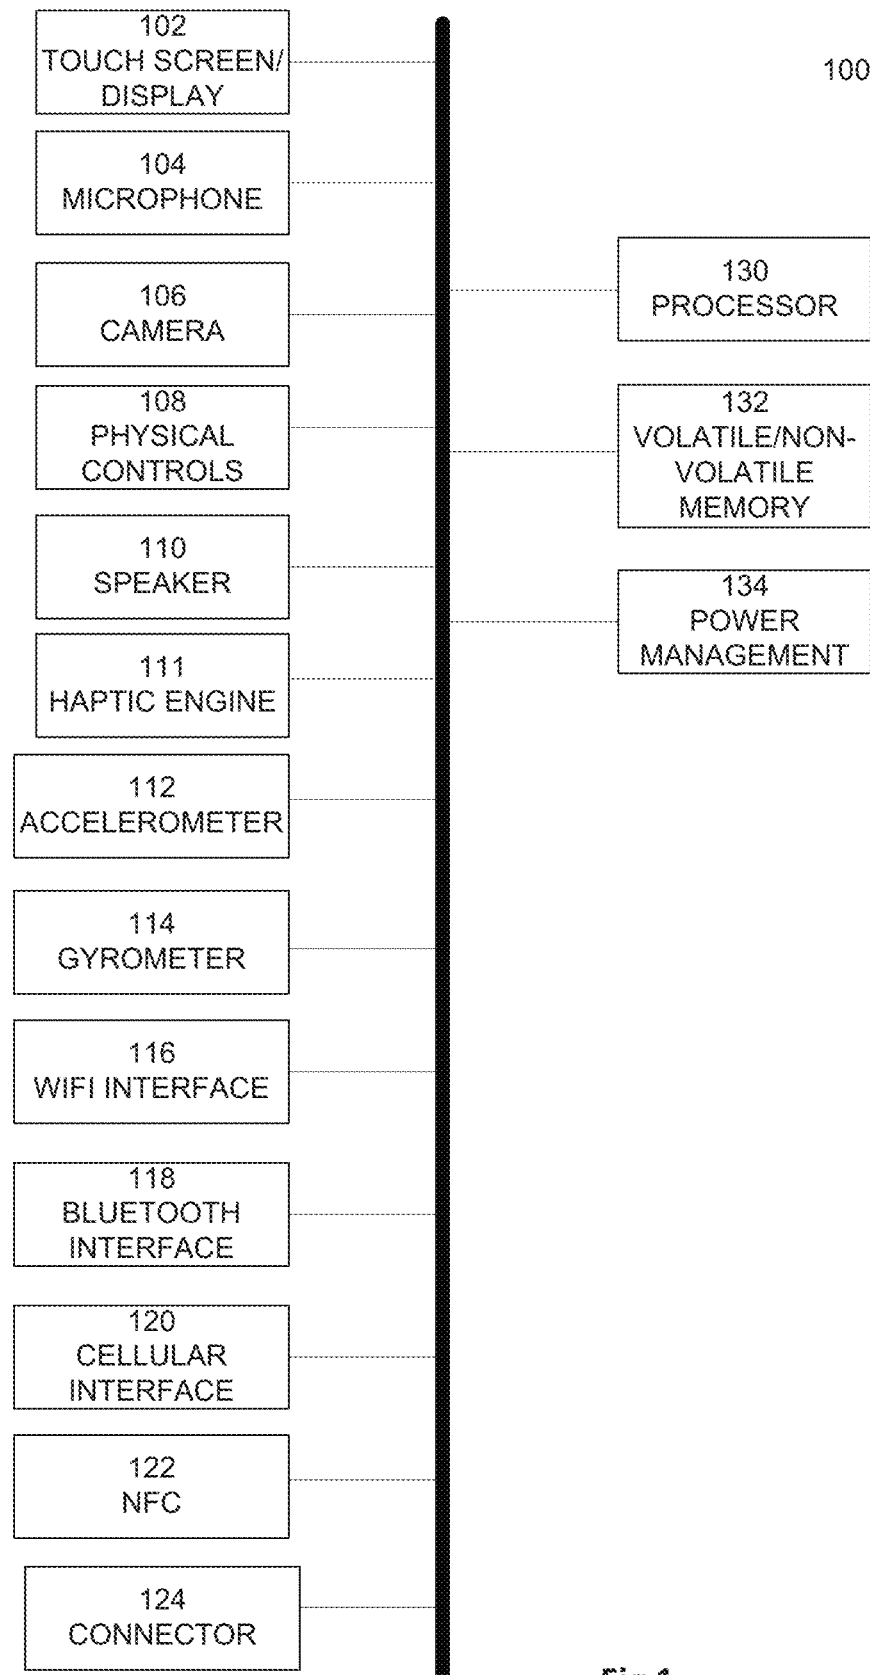 102
TOUCH SCREEN/
DISPLAY
100
104
MICROPHONE
106
CAMERA
108
PHYSICAL
CONTROLS
110
SPEAKER
111
HAPTIC ENGINE
112
ACCELEROMETER
114
GYROMETER
116
WIFI INTERFACE
118
BLUETOOTH
INTERFACE
120
CELLULAR
INTERFACE
122
NFC
124
CONNECTOR
130
PROCESSOR
132
VOLATILE/NON-
VOLATILE
MEMORY
134
POWER
MANAGEMENT
Fig 1